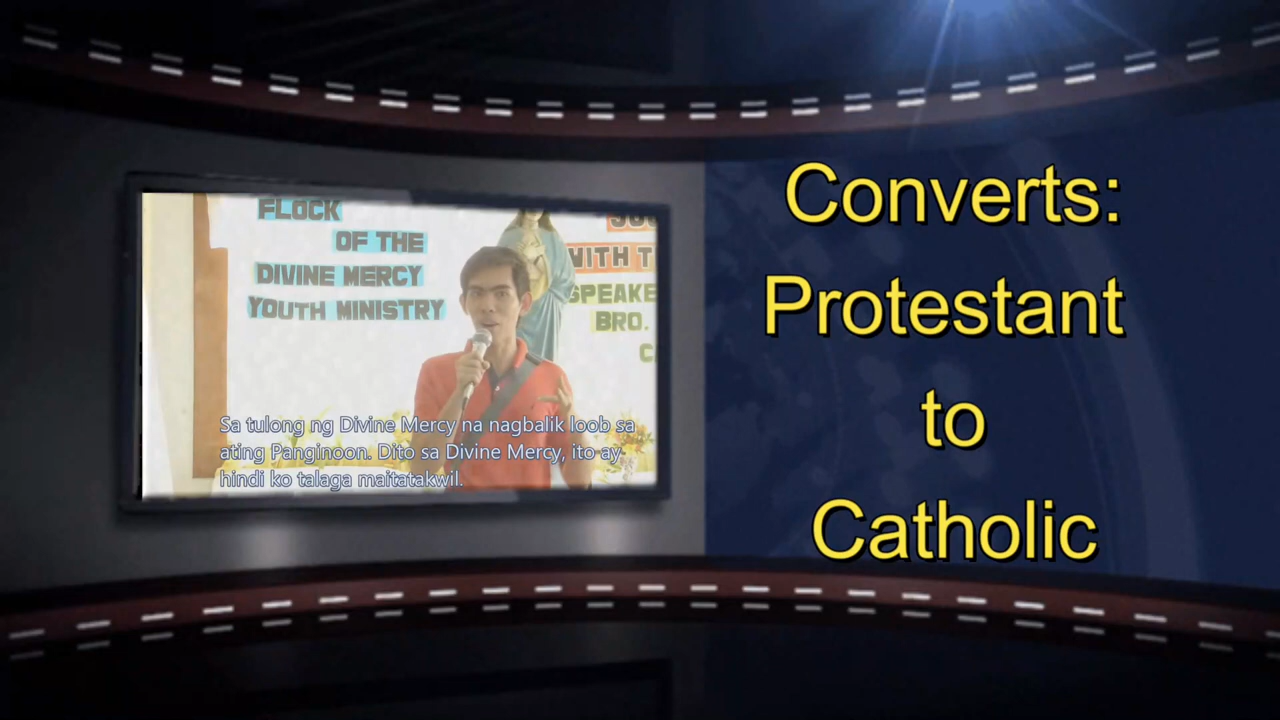 FLOCK
OF THE
DIVINE MERCY
YOUTH MINISTRY
WITH
BRO.
Sa tulong ng Divine Mercy na nagbalik loob sa
ating Panginoon. Dito sa Divine Mercy, ito ay
hindi ko talaga maitatakwil.
Converts:
Protestant
to
Catholic